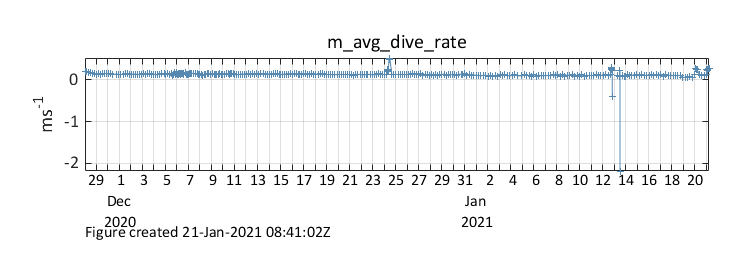 m_avg_dive_rate
0
-1
-2
ms-1
29 1 3 5 7 9 11 13 15 17 19 21 23 25 27 29 31 2 4 6 8 10 12 14 16 18 20
Dec Jan
2020 2021
Figure created 21-Jan-2021 08:41:02Z